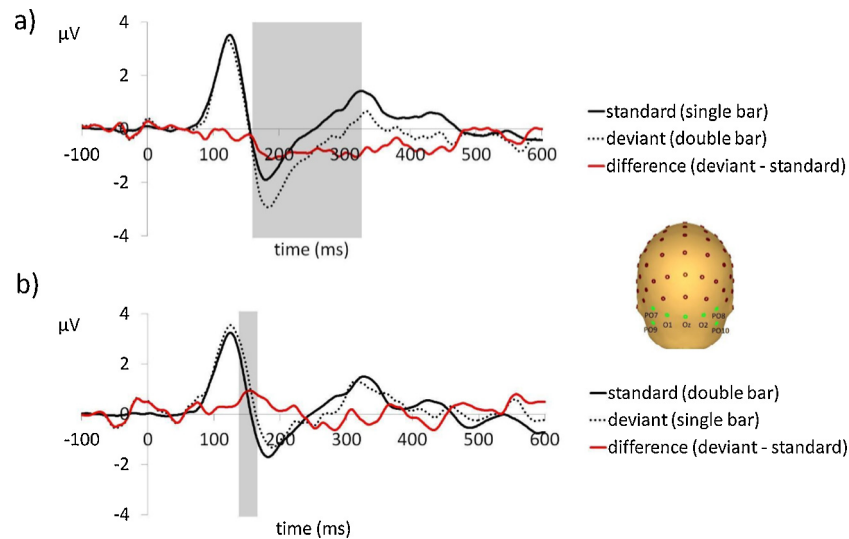 a)
µV
4
2
0
-2
-4
-100 0 100 200 300 400 500 600
time (ms)
standard (single bar)
deviant (double bar)
difference (deviant - standard)
PO7 PO8
O1 Oz O2
PO9 PO10
b)
µV
4
2
0
-2
-4
-100 0 100 200 300 400 500 600
time (ms)
standard (double bar)
deviant (single bar)
difference (deviant - standard)